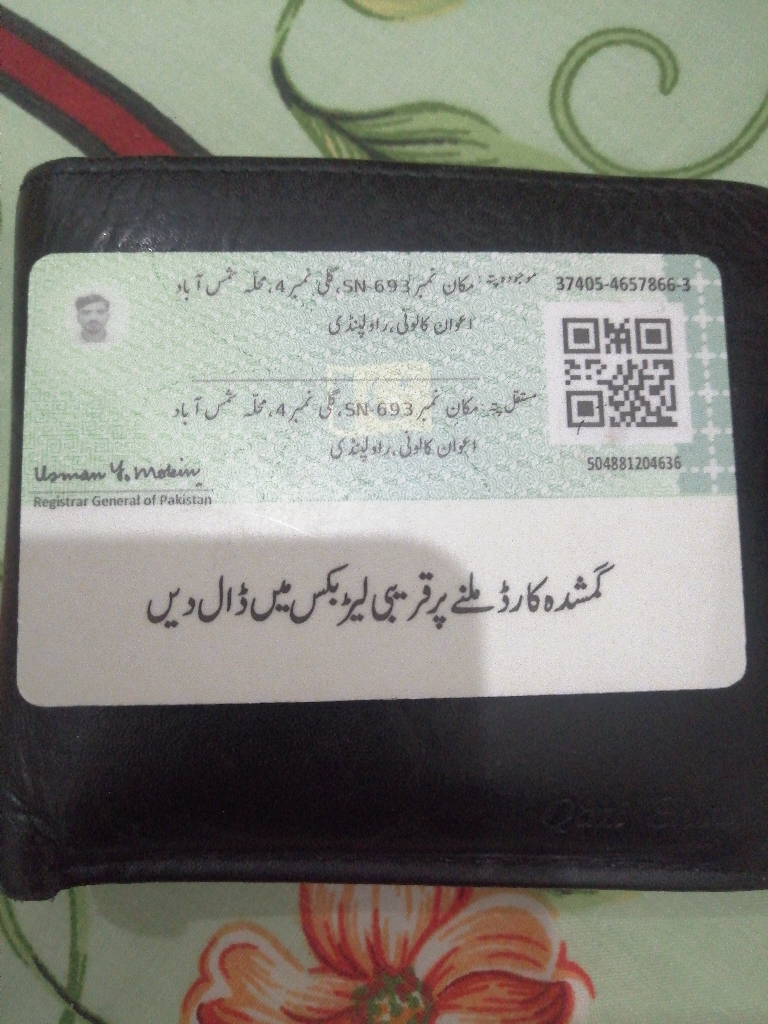 موجودہ پتہ: مکان نمبر SN-693، گلی نمبر 4، محلہ شمس آباد
اعوان کالونی، راولپنڈی
37405-4657866-3
مستقل پتہ: مکان نمبر SN-693، گلی نمبر 4، محلہ شمس آباد
اعوان کالونی، راولپنڈی
504881204636
Usman Y. Mobin
Registrar General of Pakistan
گمشدہ کارڈ ملنے پر قریبی لیٹر بکس میں ڈال دیں